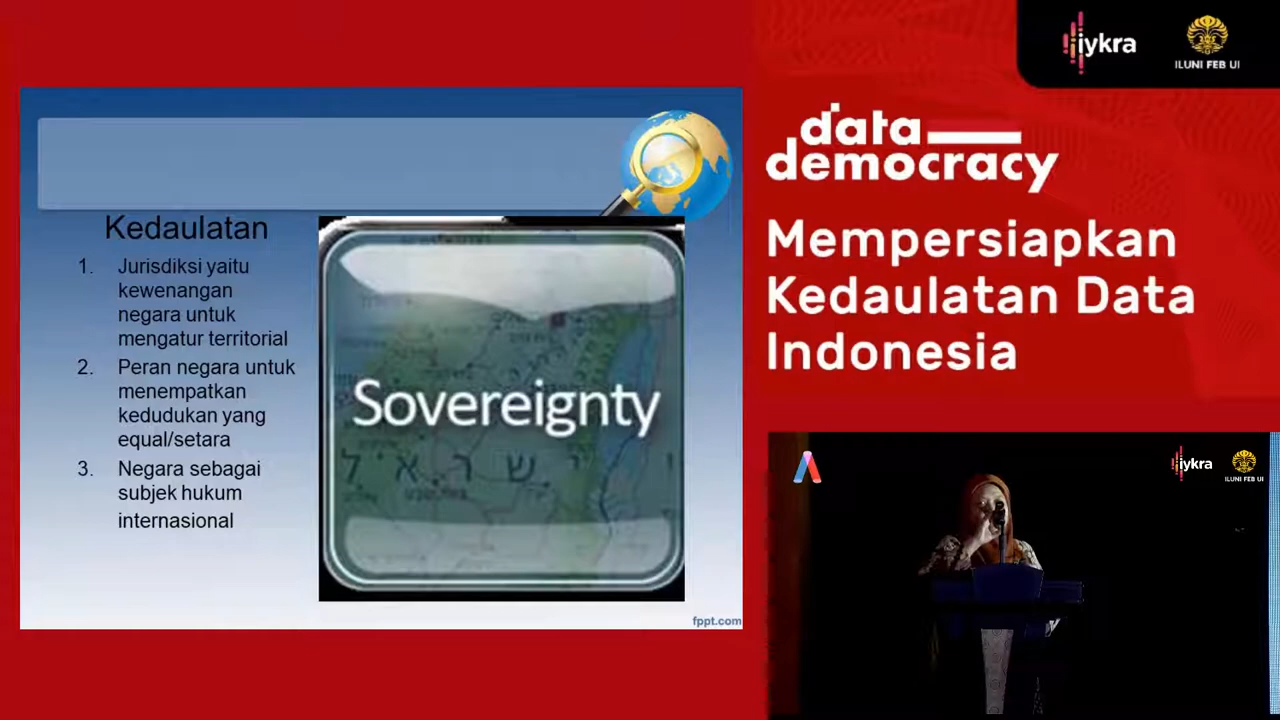 iykra
ILUNI FEB UI
data
democracy
Mempersiapkan
Kedaulatan Data
Indonesia
Kedaulatan
1. Jurisdiksi yaitu
kewenangan
negara untuk
mengatur territorial
2. Peran negara untuk
menempatkan
kedudukan yang
equal/setara
3. Negara sebagai
subjek hukum
internasional
Sovereignty
ישראל
fppt.com
iykra
ILUNI FEB UI